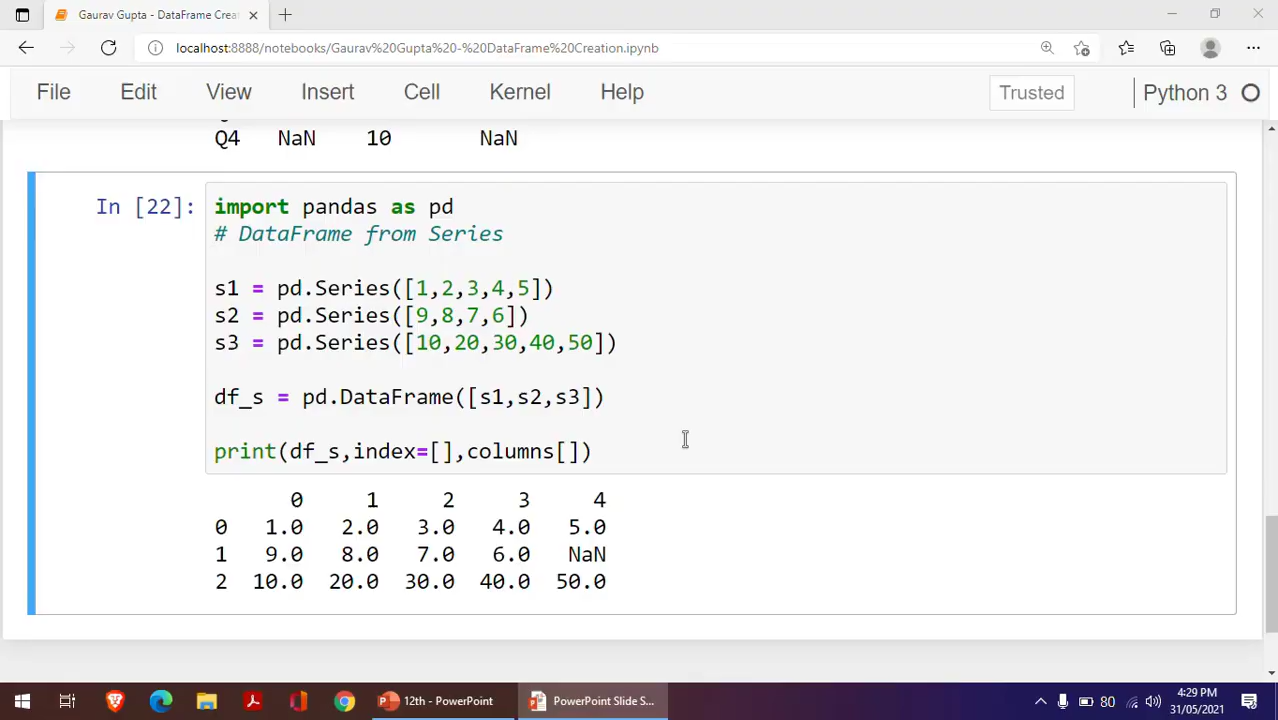 Gaurav Gupta - DataFrame Crea
localhost:8888/notebooks/Gaurav%20Gupta%20-%20DataFrame%20Creation.ipynb
File Edit View Insert Cell Kernel Help Trusted Python 3
Q4 NaN 10 NaN
In [22]:
import pandas as pd
# DataFrame from Series
s1 = pd.Series([1,2,3,4,5])
s2 = pd.Series([9,8,7,6])
s3 = pd.Series([10,20,30,40,50])
df_s = pd.DataFrame([s1,s2,s3])
print(df_s,index=[],columns[])
0 1 2 3 4
0 1.0 2.0 3.0 4.0 5.0
1 9.0 8.0 7.0 6.0 NaN
2 10.0 20.0 30.0 40.0 50.0
12th - PowerPoint
PowerPoint Slide S...
80
4:29 PM
31/05/2021